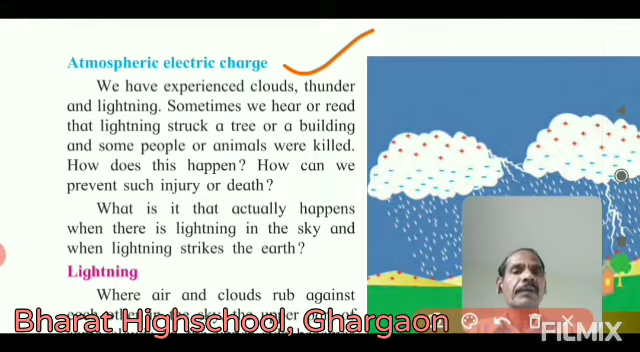 Atmospheric electric charge
We have experienced clouds, thunder
and lightning. Sometimes we hear or read
that lightning struck a tree or a building
and some people or animals were killed.
How does this happen? How can we
prevent such injury or death?
What is it that actually happens
when there is lightning in the sky and
when lightning strikes the earth?
Lightning
Where air and clouds rub against
Bharat Highschool, Ghargaon
FILMIX